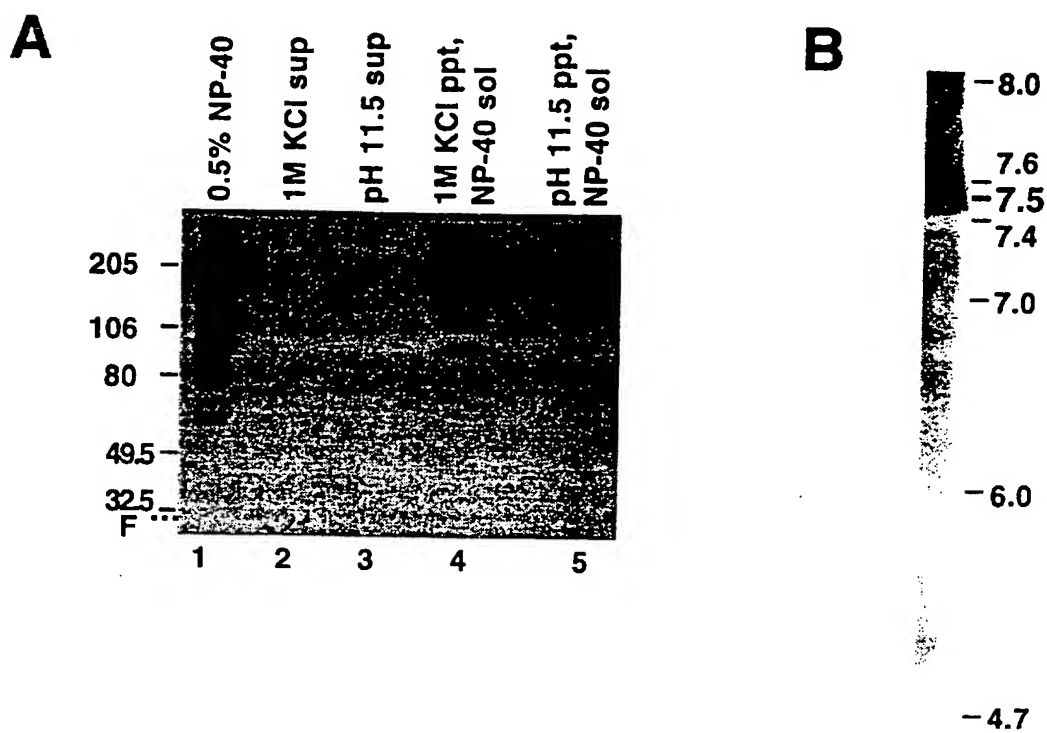 A
0.5% NP-40
1M KCl sup
pH 11.5 sup
1M KCl ppt,
NP-40 sol
pH 11.5 ppt,
NP-40 sol
205
106
80
49.5
32.5
F
1 2 3 4 5
B
8.0
7.6
7.5
7.4
7.0
6.0
4.7